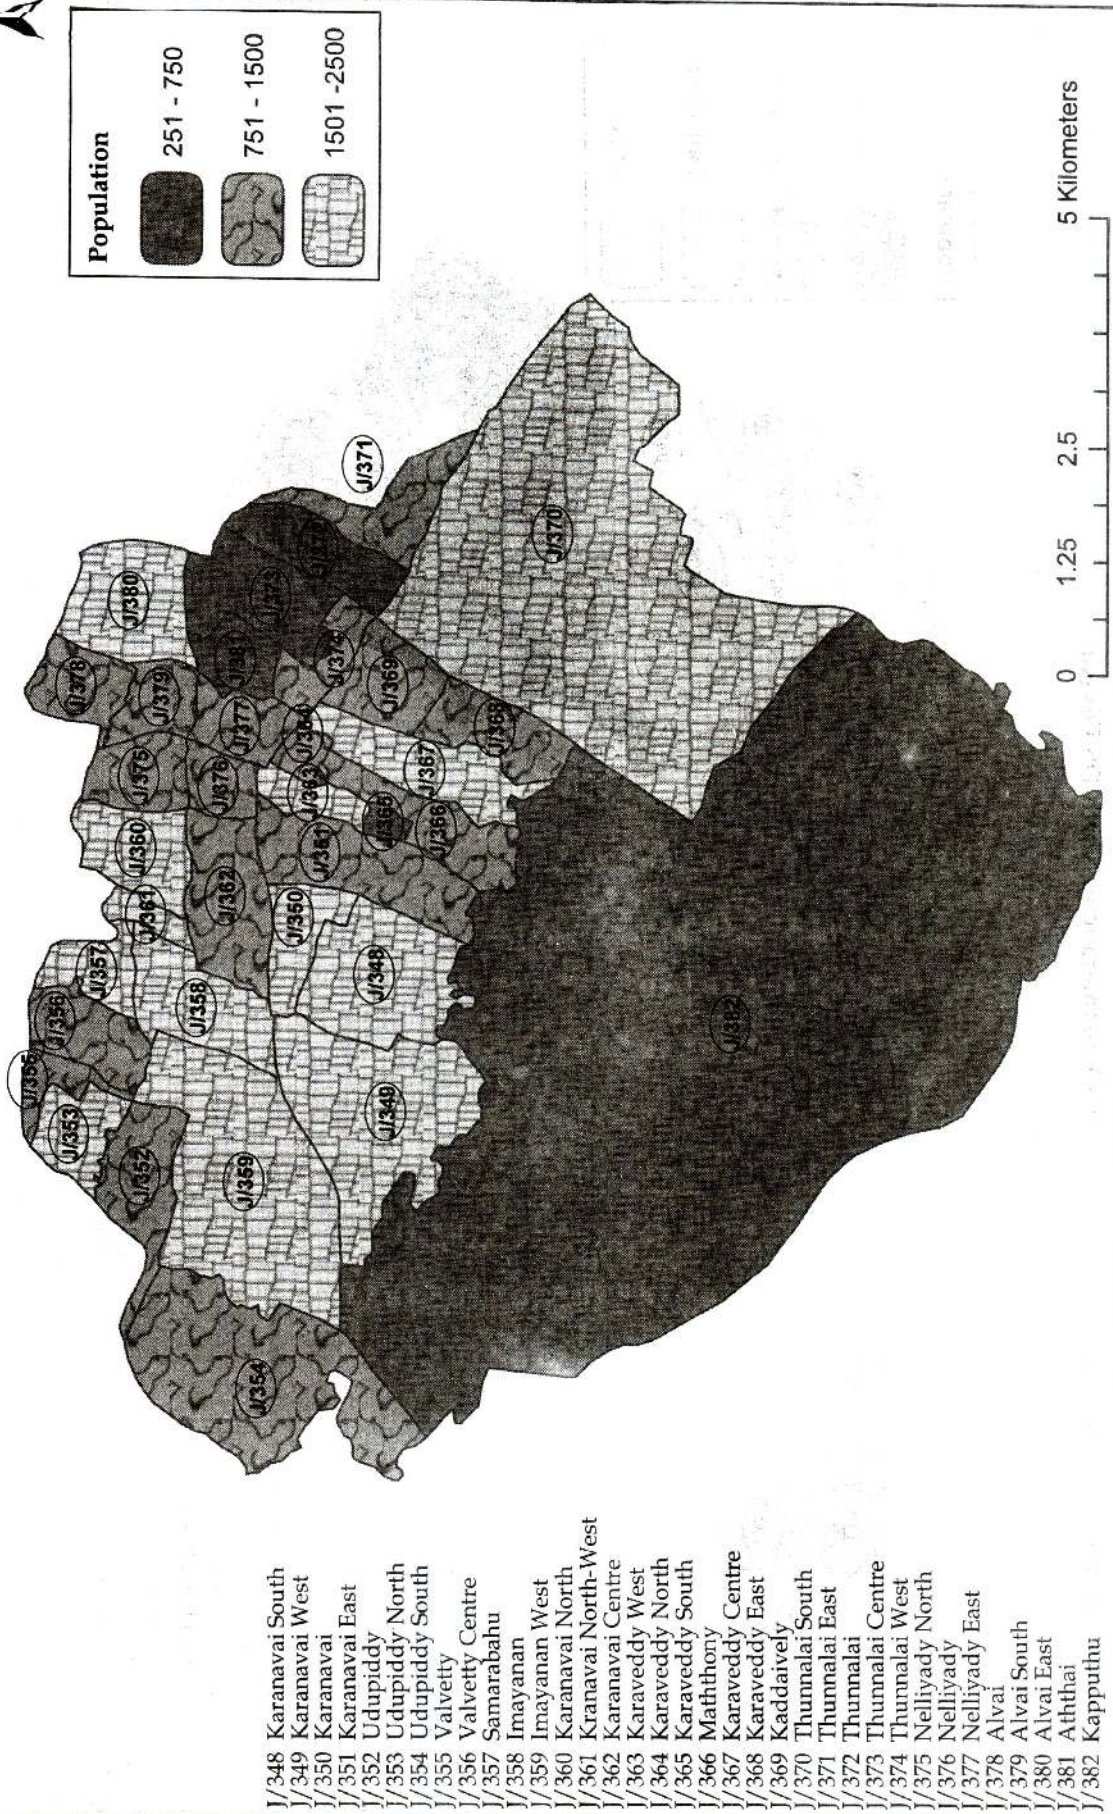 Population
251 - 750
751 - 1500
1501 -2500
J/355
J/356
J/353
J/378
J/357
J/352
J/361
J/360
J/375
J/380
J/379
J/358
J/359
J/354
J/362
J/376
J/377
J/381
J/373
J/350
J/351
J/363
J/364
J/374
J/371
J/349
J/348
J/365
J/369
J/366
J/367
J/368
J/370
J/382
0 1.25 2.5 5 Kilometers
J/348 Karanavai South
J/349 Karanavai West
J/350 Karanavai
J/351 Karanavai East
J/352 Udupiddy
J/353 Udupiddy North
J/354 Udupiddy South
J/355 Valvetty
J/356 Valvetty Centre
J/357 Samarabahu
J/358 Imayanan
J/359 Imayanan West
J/360 Karanavai North
J/361 Kranavai North-West
J/362 Karanavai Centre
J/363 Karaveddy West
J/364 Karaveddy North
J/365 Karaveddy South
J/366 Maththony
J/367 Karaveddy Centre
J/368 Karaveddy East
J/369 Kaddaively
J/370 Thunnalai South
J/371 Thunnalai East
J/372 Thunnalai
J/373 Thunnalai Centre
J/374 Thunnalai West
J/375 Nelliyady North
J/376 Nelliyady
J/377 Nelliyady East
J/378 Alvai
J/379 Alvai South
J/380 Alvai East
J/381 Aththai
J/382 Kapputhu